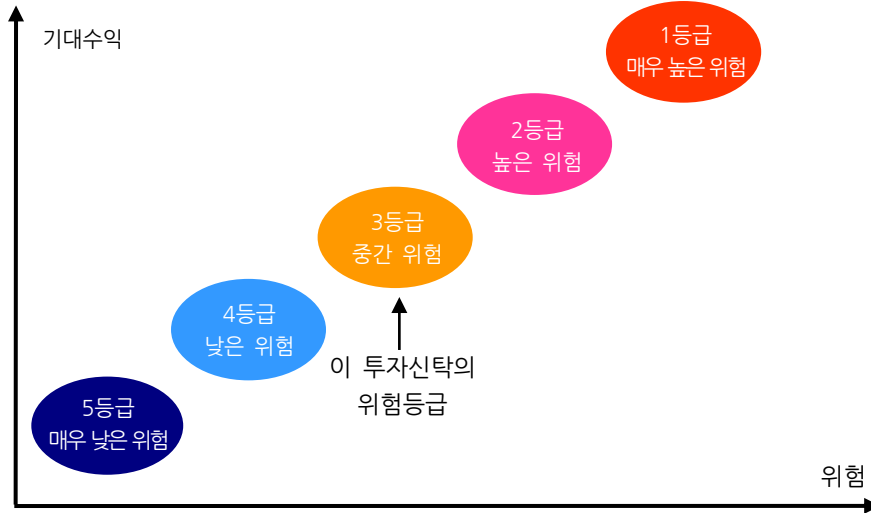 기대수익
1등급
매우 높은 위험
2등급
높은 위험
3등급
중간 위험
4등급
낮은 위험
이 투자신탁의
위험등급
5등급
매우 낮은 위험
위험